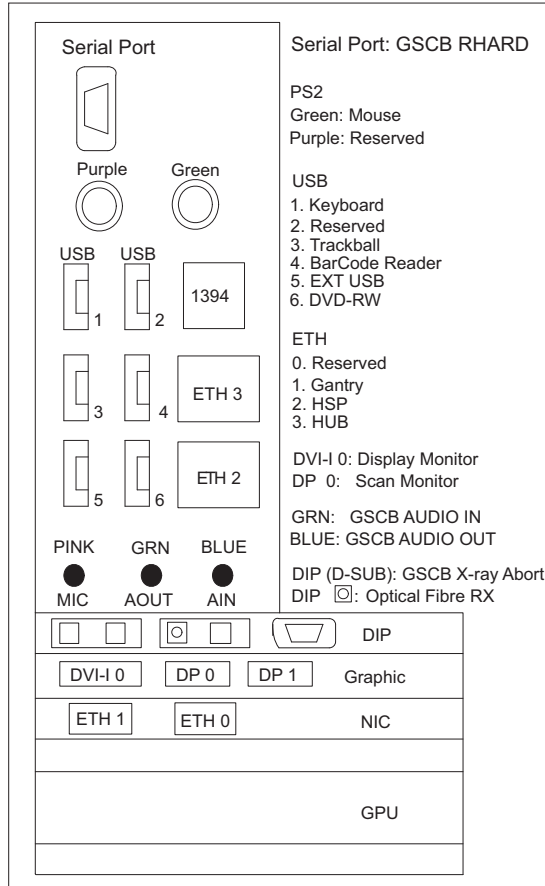 Serial Port
Purple Green
USB USB
1 2
1394
3 4
ETH 3
5 6
ETH 2
PINK GRN BLUE
MIC AOUT AIN
DIP
DVI-I 0 DP 0 DP 1 Graphic
ETH 1 ETH 0 NIC
GPU
Serial Port: GSCB RHARD
PS2
Green: Mouse
Purple: Reserved
USB
1. Keyboard
2. Reserved
3. Trackball
4. BarCode Reader
5. EXT USB
6. DVD-RW
ETH
0. Reserved
1. Gantry
2. HSP
3. HUB
DVI-I 0: Display Monitor
DP 0: Scan Monitor
GRN: GSCB AUDIO IN
BLUE: GSCB AUDIO OUT
DIP (D-SUB): GSCB X-ray Abort
DIP : Optical Fibre RX